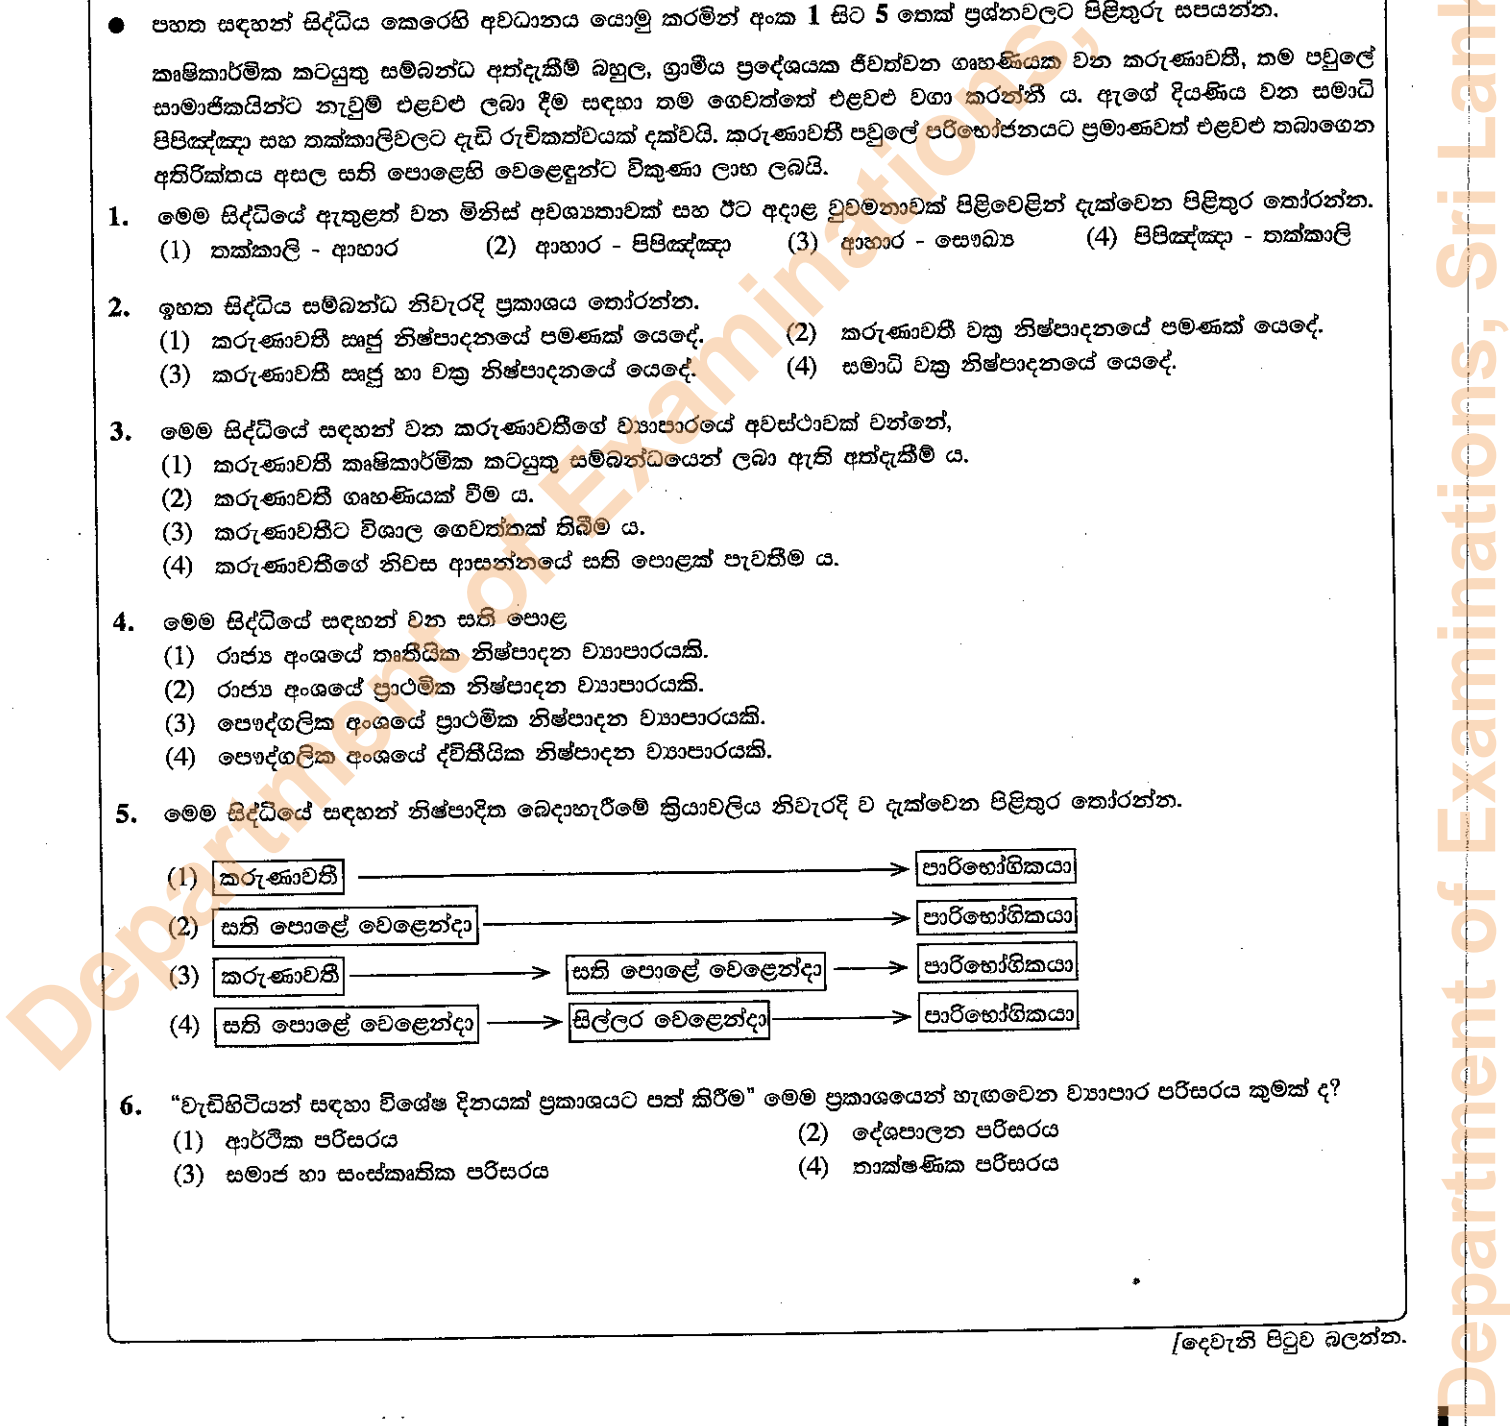 ● පහත සඳහන් සිද්ධිය කෙරෙහි අවධානය යොමු කරමින් අංක 1 සිට 5 තෙක් ප්‍රශ්නවලට පිළිතුරු සපයන්න.
කෘෂිකාර්මික කටයුතු සම්බන්ධ අත්දැකීම් බහුල, ග්‍රාමීය ප්‍රදේශයක ජීවත්වන ගෘහණියක වන කරුණාවතී, තම පවුලේ
සාමාජිකයින්ට නැවුම් එළවළු ලබා දීම සඳහා තම ගෙවත්තේ එළවළු වගා කරන්නී ය. ඇගේ දියණිය වන සමාධි
පිපිඤ්ඤා සහ තක්කාලිවලට දැඩි රුචිකත්වයක් දක්වයි. කරුණාවතී පවුලේ පරිභෝජනයට ප්‍රමාණවත් එළවළු තබාගෙන
අතිරික්තය අසල සති පොළෙහි වෙළෙඳුන්ට විකුණා ලාභ ලබයි.
1. මෙම සිද්ධියේ ඇතුළත් වන මිනිස් අවශ්‍යතාවක් සහ ඊට අදාළ වුවමනාවක් පිළිවෙළින් දැක්වෙන පිළිතුර තෝරන්න.
(1) තක්කාලි - ආහාර (2) ආහාර - පිපිඤ්ඤා (3) ආහාර - සෞඛ්‍ය (4) පිපිඤ්ඤා - තක්කාලි
2. ඉහත සිද්ධිය සම්බන්ධ නිවැරදි ප්‍රකාශය තෝරන්න.
(1) කරුණාවතී සෘජු නිෂ්පාදනයේ පමණක් යෙදේ. (2) කරුණාවතී වක්‍ර නිෂ්පාදනයේ පමණක් යෙදේ.
(3) කරුණාවතී සෘජු හා වක්‍ර නිෂ්පාදනයේ යෙදේ. (4) සමාධි වක්‍ර නිෂ්පාදනයේ යෙදේ.
3. මෙම සිද්ධියේ සඳහන් වන කරුණාවතීගේ ව්‍යාපාරයේ අවස්ථාවක් වන්නේ,
(1) කරුණාවතී කෘෂිකාර්මික කටයුතු සම්බන්ධයෙන් ලබා ඇති අත්දැකීම් ය.
(2) කරුණාවතී ගෘහණියක් වීම ය.
(3) කරුණාවතීට විශාල ගෙවත්තක් තිබීම ය.
(4) කරුණාවතීගේ නිවස ආසන්නයේ සති පොළක් පැවතීම ය.
4. මෙම සිද්ධියේ සඳහන් වන සති පොළ
(1) රාජ්‍ය අංශයේ තෘතීයික නිෂ්පාදන ව්‍යාපාරයකි.
(2) රාජ්‍ය අංශයේ ප්‍රාථමික නිෂ්පාදන ව්‍යාපාරයකි.
(3) පෞද්ගලික අංශයේ ප්‍රාථමික නිෂ්පාදන ව්‍යාපාරයකි.
(4) පෞද්ගලික අංශයේ ද්විතීයික නිෂ්පාදන ව්‍යාපාරයකි.
5. මෙම සිද්ධියේ සඳහන් නිෂ්පාදිත බෙදාහැරීමේ ක්‍රියාවලිය නිවැරදි ව දැක්වෙන පිළිතුර තෝරන්න.
(1) කරුණාවතී පාරිභෝගිකයා
(2) සති පොළේ වෙළෙන්දා පාරිභෝගිකයා
(3) කරුණාවතී සති පොළේ වෙළෙන්දා පාරිභෝගිකයා
(4) සති පොළේ වෙළෙන්දා සිල්ලර වෙළෙන්දා පාරිභෝගිකයා
6. “වැඩිහිටියන් සඳහා විශේෂ දිනයක් ප්‍රකාශයට පත් කිරීම” මෙම ප්‍රකාශයෙන් හැඟවෙන ව්‍යාපාර පරිසරය කුමක් ද?
(1) ආර්ථික පරිසරය (2) දේශපාලන පරිසරය
(3) සමාජ හා සංස්කෘතික පරිසරය (4) තාක්ෂණික පරිසරය
[දෙවැනි පිටුව බලන්න.
Department of Examinations,
Department of Examinations, Sri Lank